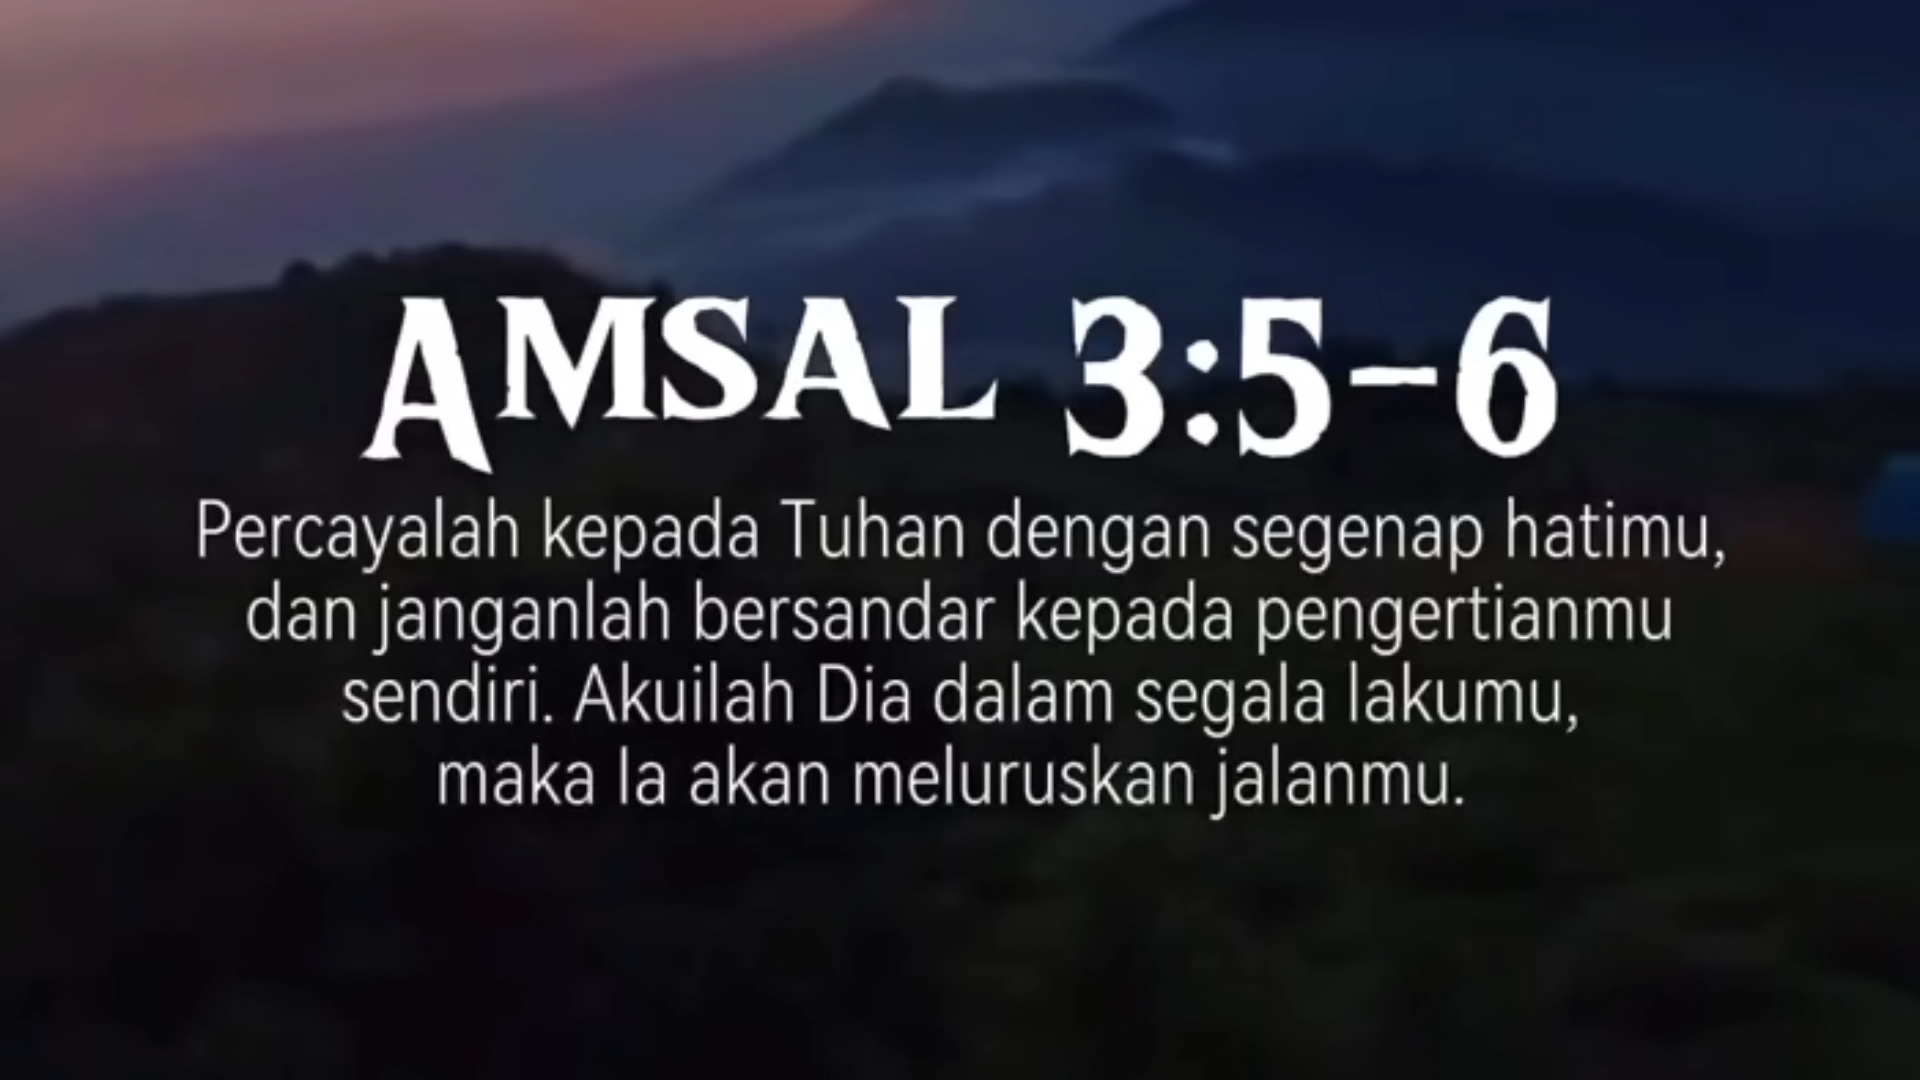 AMSAL 3:5-6
Percayalah kepada Tuhan dengan segenap hatimu,
dan janganlah bersandar kepada pengertianmu
sendiri. Akuilah Dia dalam segala lakumu,
maka Ia akan meluruskan jalanmu.